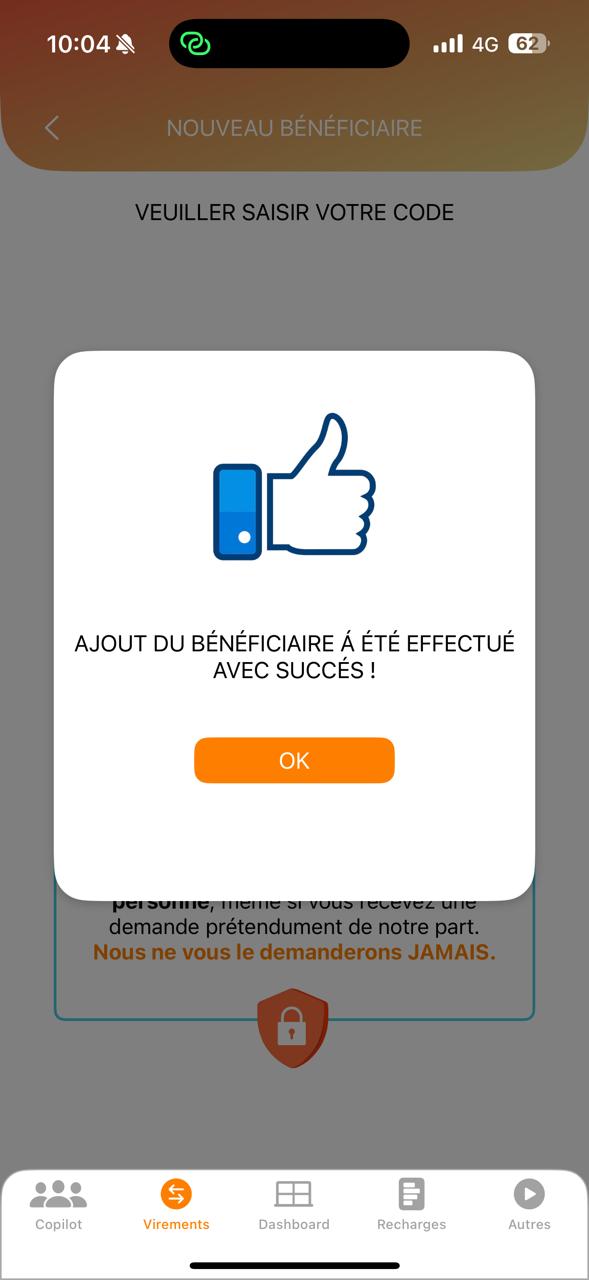 10:04
4G
62
NOUVEAU BÉNÉFICIAIRE
VEUILLER SAISIR VOTRE CODE
AJOUT DU BÉNÉFICIAIRE Á ÉTÉ EFFECTUÉ
AVEC SUCCÉS !
OK
personne, même si vous recevez une
demande prétendument de notre part.
Nous ne vous le demanderons JAMAIS.
Copilot
Virements
Dashboard
Recharges
Autres